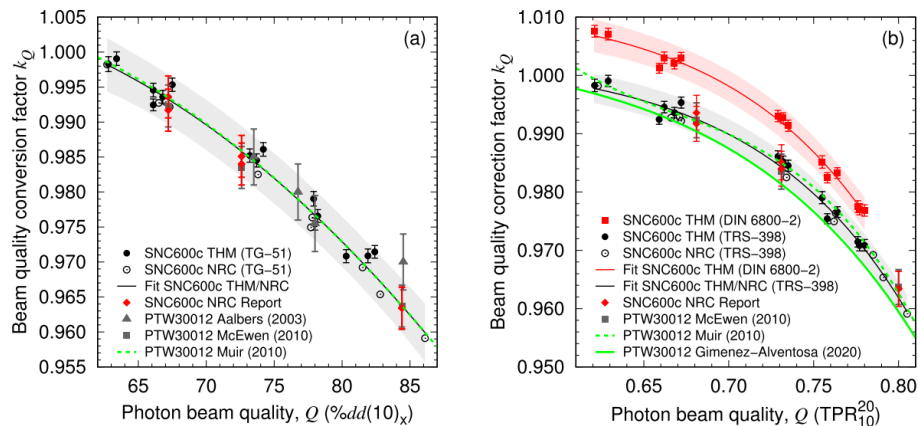 (a)
Beam quality conversion factor kQ
1.005
1.000
0.995
0.990
0.985
0.980
0.975
0.970
0.965
0.960
0.955
SNC600c THM (TG−51)
SNC600c NRC (TG−51)
Fit SNC600c THM/NRC
SNC600c NRC Report
PTW30012 Aalbers (2003)
PTW30012 McEwen (2010)
PTW30012 Muir (2010)
65 70 75 80 85
Photon beam quality, Q (%dd(10)x)
(b)
Beam quality correction factor kQ
1.010
1.000
0.990
0.980
0.970
0.960
0.950
SNC600c THM (DIN 6800−2)
SNC600c THM (TRS−398)
SNC600c NRC (TRS−398)
Fit SNC600c THM (DIN 6800−2)
Fit SNC600c THM/NRC (TRS−398)
SNC600c NRC Report
PTW30012 McEwen (2010)
PTW30012 Muir (2010)
PTW30012 Gimenez−Alventosa (2020)
0.65 0.70 0.75 0.80
Photon beam quality, Q (TPR2010)